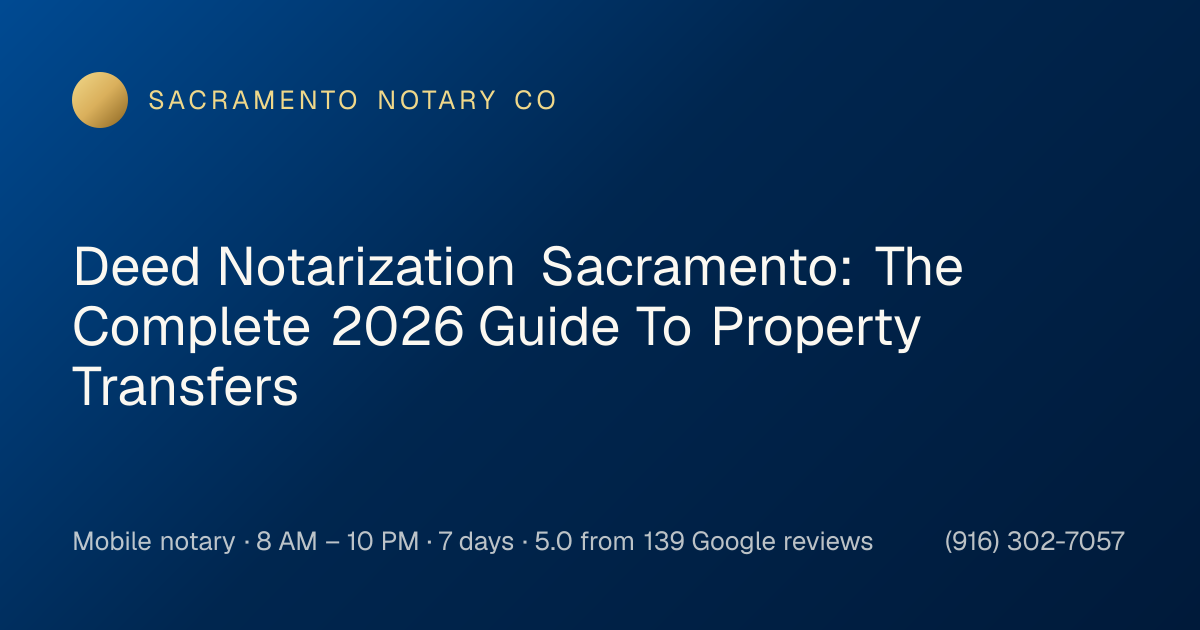 SACRAMENTO NOTARY CO
Deed Notarization Sacramento: The
Complete 2026 Guide To Property
Transfers
Mobile notary · 8 AM – 10 PM · 7 days · 5.0 from 139 Google reviews
(916) 302-7057